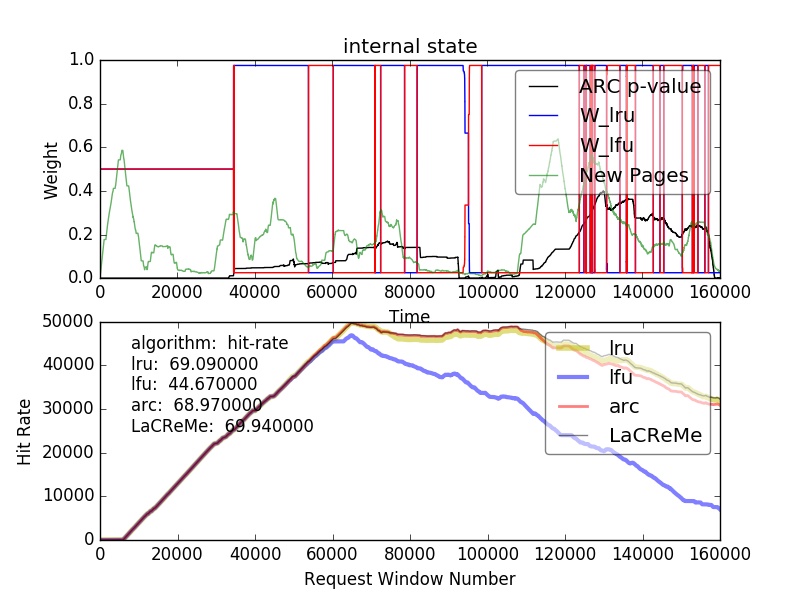 internal state
1.0
0.8
0.6
0.4
0.2
0.0
Weight
ARC p-value
W_lru
W_lfu
New Pages
0 20000 40000 60000 80000 100000 120000 140000 160000
Time
50000
40000
30000
20000
10000
0
Hit Rate
algorithm: hit-rate
lru: 69.090000
lfu: 44.670000
arc: 68.970000
LaCReMe: 69.940000
lru
lfu
arc
LaCReMe
0 20000 40000 60000 80000 100000 120000 140000 160000
Request Window Number